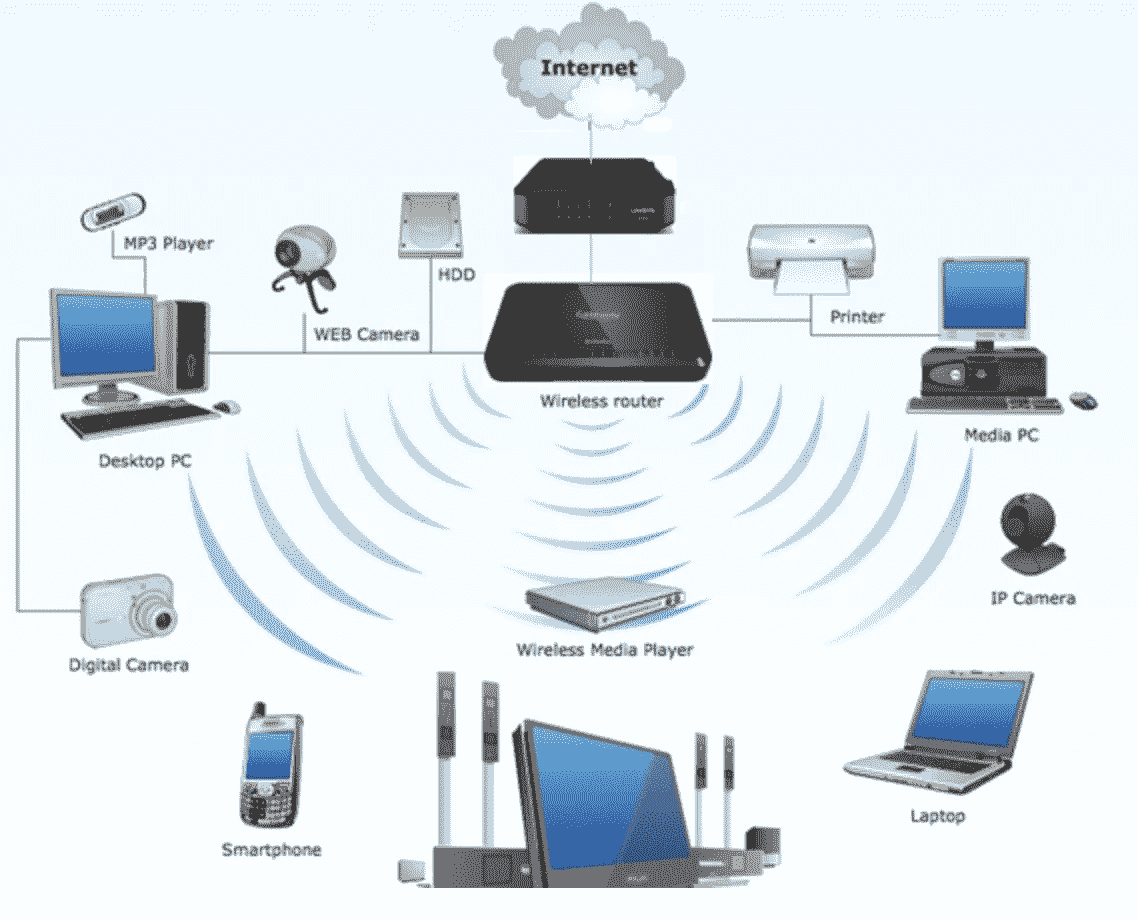 Internet
MP3 Player
HDD
WEB Camera
Printer
Wireless router
Media PC
Desktop PC
IP Camera
Wireless Media Player
Digital Camera
Laptop
Smartphone